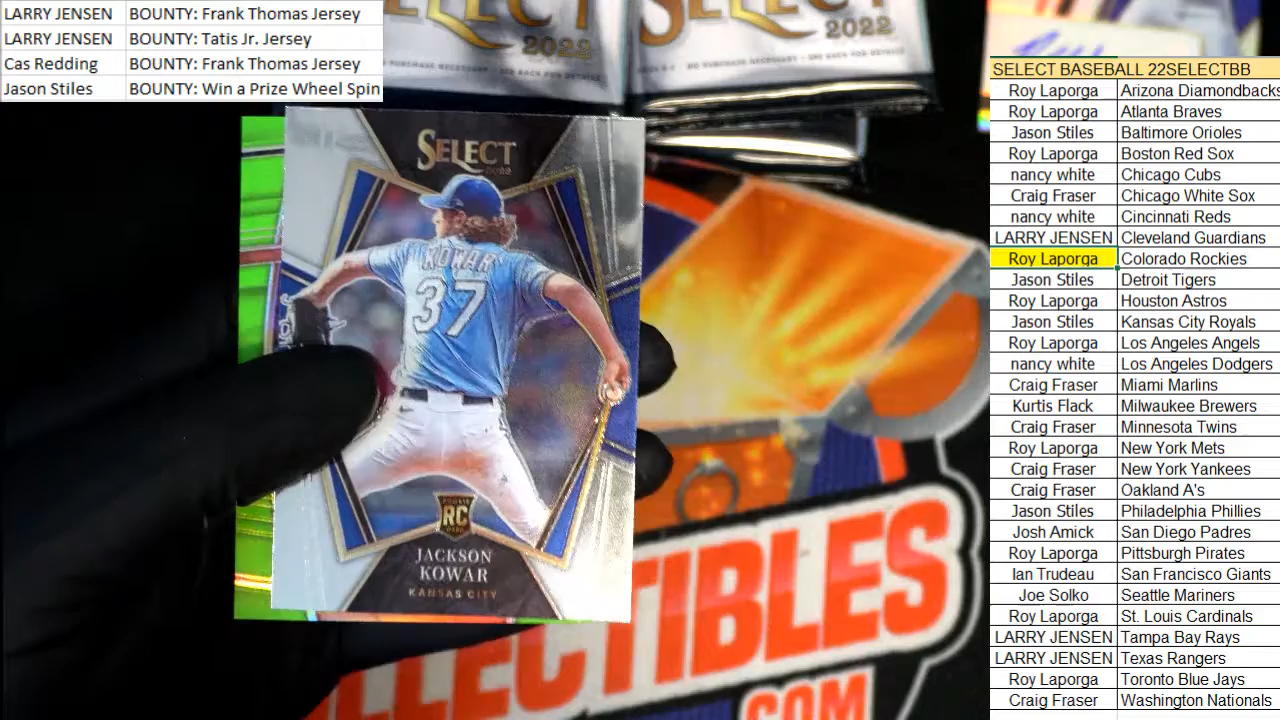 LARRY JENSEN BOUNTY: Frank Thomas Jersey
LARRY JENSEN BOUNTY: Tatis Jr. Jersey
Cas Redding BOUNTY: Frank Thomas Jersey
Jason Stiles BOUNTY: Win a Prize Wheel Spin
2022
2022
SELECT
2022
KOWAR
37
RC
JACKSON
KOWAR
KANSAS CITY
LECTIBLES
.COM
SELECT BASEBALL 22SELECTBB
Roy Laporga Arizona Diamondbacks
Roy Laporga Atlanta Braves
Jason Stiles Baltimore Orioles
Roy Laporga Boston Red Sox
nancy white Chicago Cubs
Craig Fraser Chicago White Sox
nancy white Cincinnati Reds
LARRY JENSEN Cleveland Guardians
Roy Laporga Colorado Rockies
Jason Stiles Detroit Tigers
Roy Laporga Houston Astros
Jason Stiles Kansas City Royals
Roy Laporga Los Angeles Angels
nancy white Los Angeles Dodgers
Craig Fraser Miami Marlins
Kurtis Flack Milwaukee Brewers
Craig Fraser Minnesota Twins
Roy Laporga New York Mets
Craig Fraser New York Yankees
Craig Fraser Oakland A's
Jason Stiles Philadelphia Phillies
Josh Amick San Diego Padres
Roy Laporga Pittsburgh Pirates
Ian Trudeau San Francisco Giants
Joe Solko Seattle Mariners
Roy Laporga St. Louis Cardinals
LARRY JENSEN Tampa Bay Rays
LARRY JENSEN Texas Rangers
Roy Laporga Toronto Blue Jays
Craig Fraser Washington Nationals